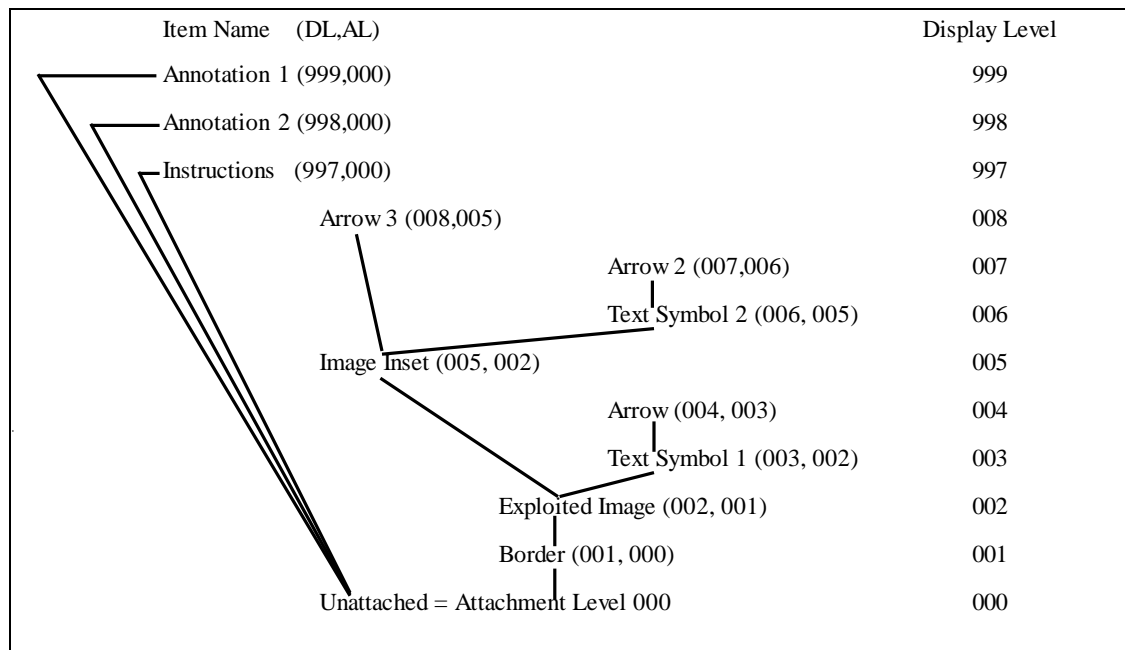 Item Name (DL,AL) Display Level
Annotation 1 (999,000) 999
Annotation 2 (998,000) 998
Instructions (997,000) 997
Arrow 3 (008,005) 008
Arrow 2 (007,006) 007
Text Symbol 2 (006, 005) 006
Image Inset (005, 002) 005
Arrow (004, 003) 004
Text Symbol 1 (003, 002) 003
Exploited Image (002, 001) 002
Border (001, 000) 001
Unattached = Attachment Level 000 000